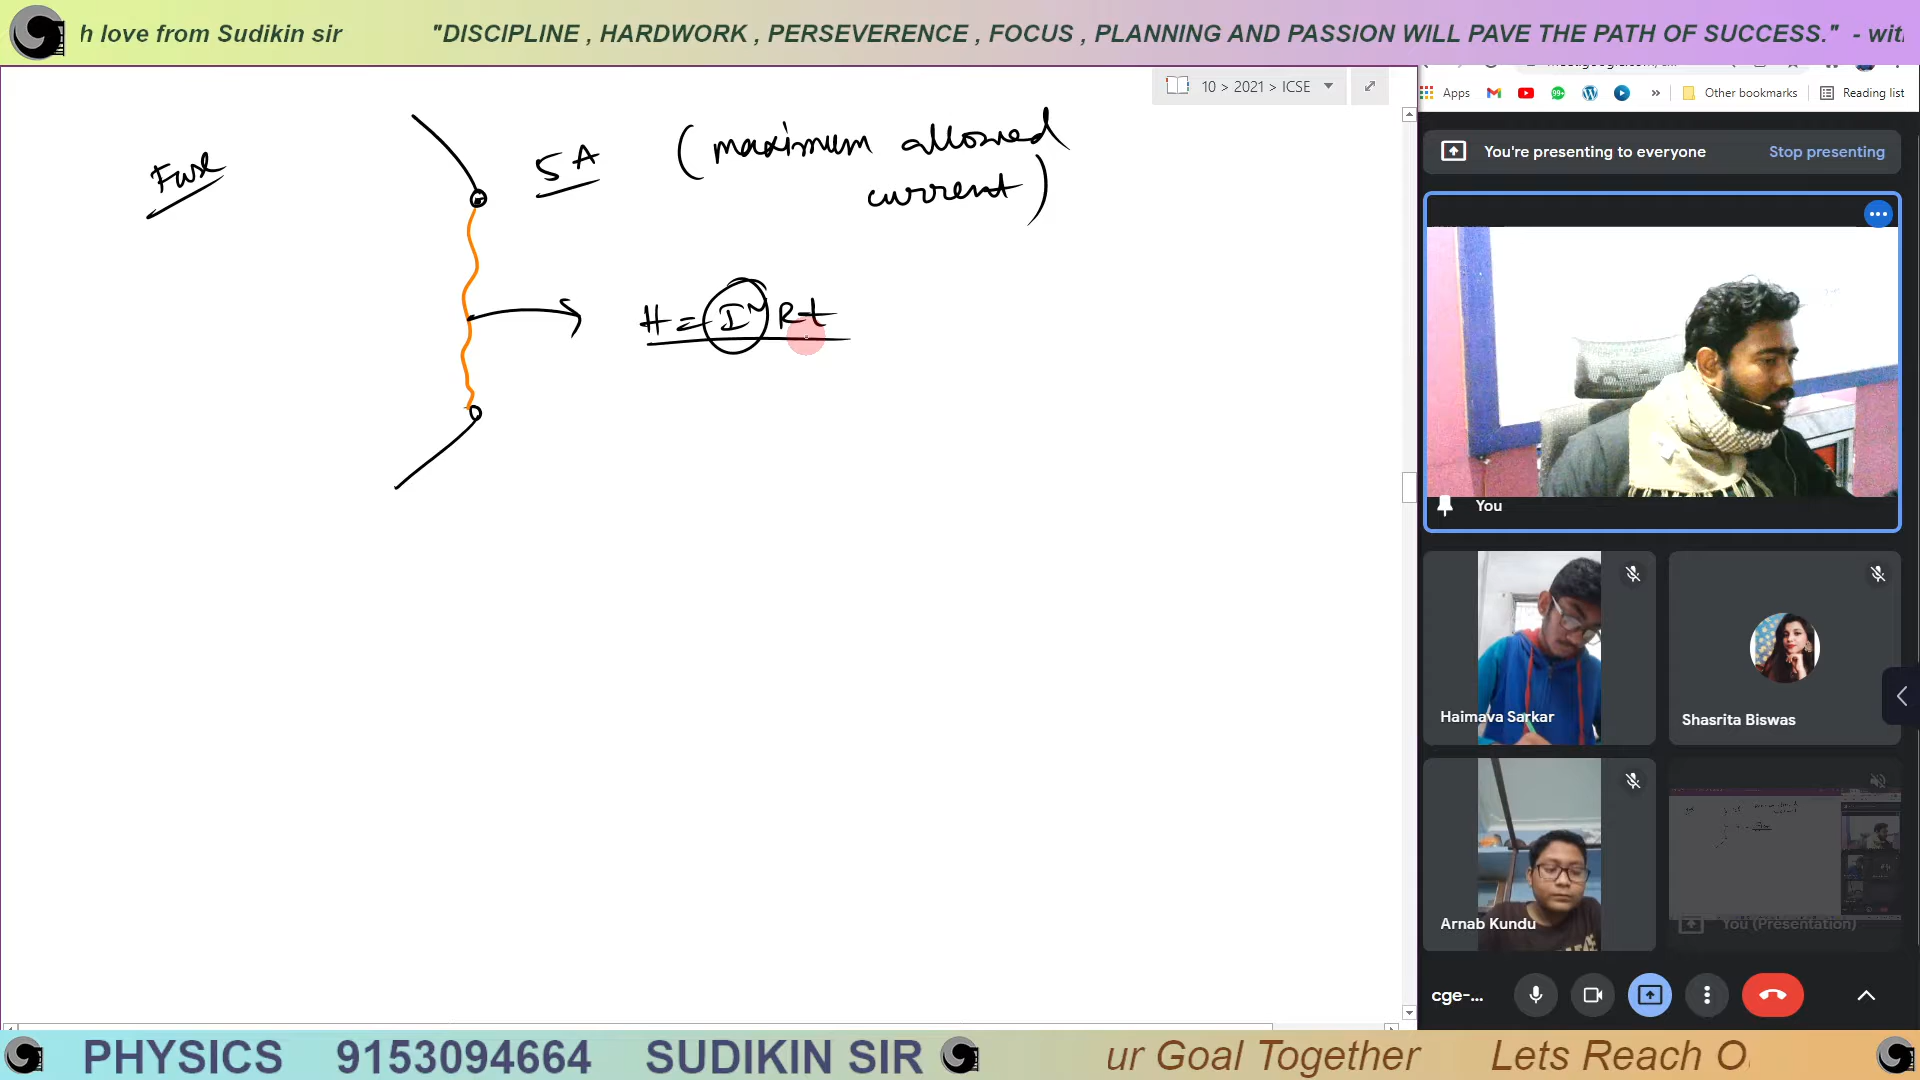 h love from Sudikin sir "DISCIPLINE , HARDWORK , PERSEVERENCE , FOCUS , PLANNING AND PASSION WILL PAVE THE PATH OF SUCCESS." - wit
10 > 2021 > ICSE
Apps
99+
»
Other bookmarks
Reading list
Fuse
5A
(maximum allowed
current)
H = I² Rt
You're presenting to everyone
Stop presenting
You
Haimava Sarkar
Shasrita Biswas
Arnab Kundu
You (Presentation)
cge-...
PHYSICS 9153094664 SUDIKIN SIR
ur Goal Together Lets Reach O